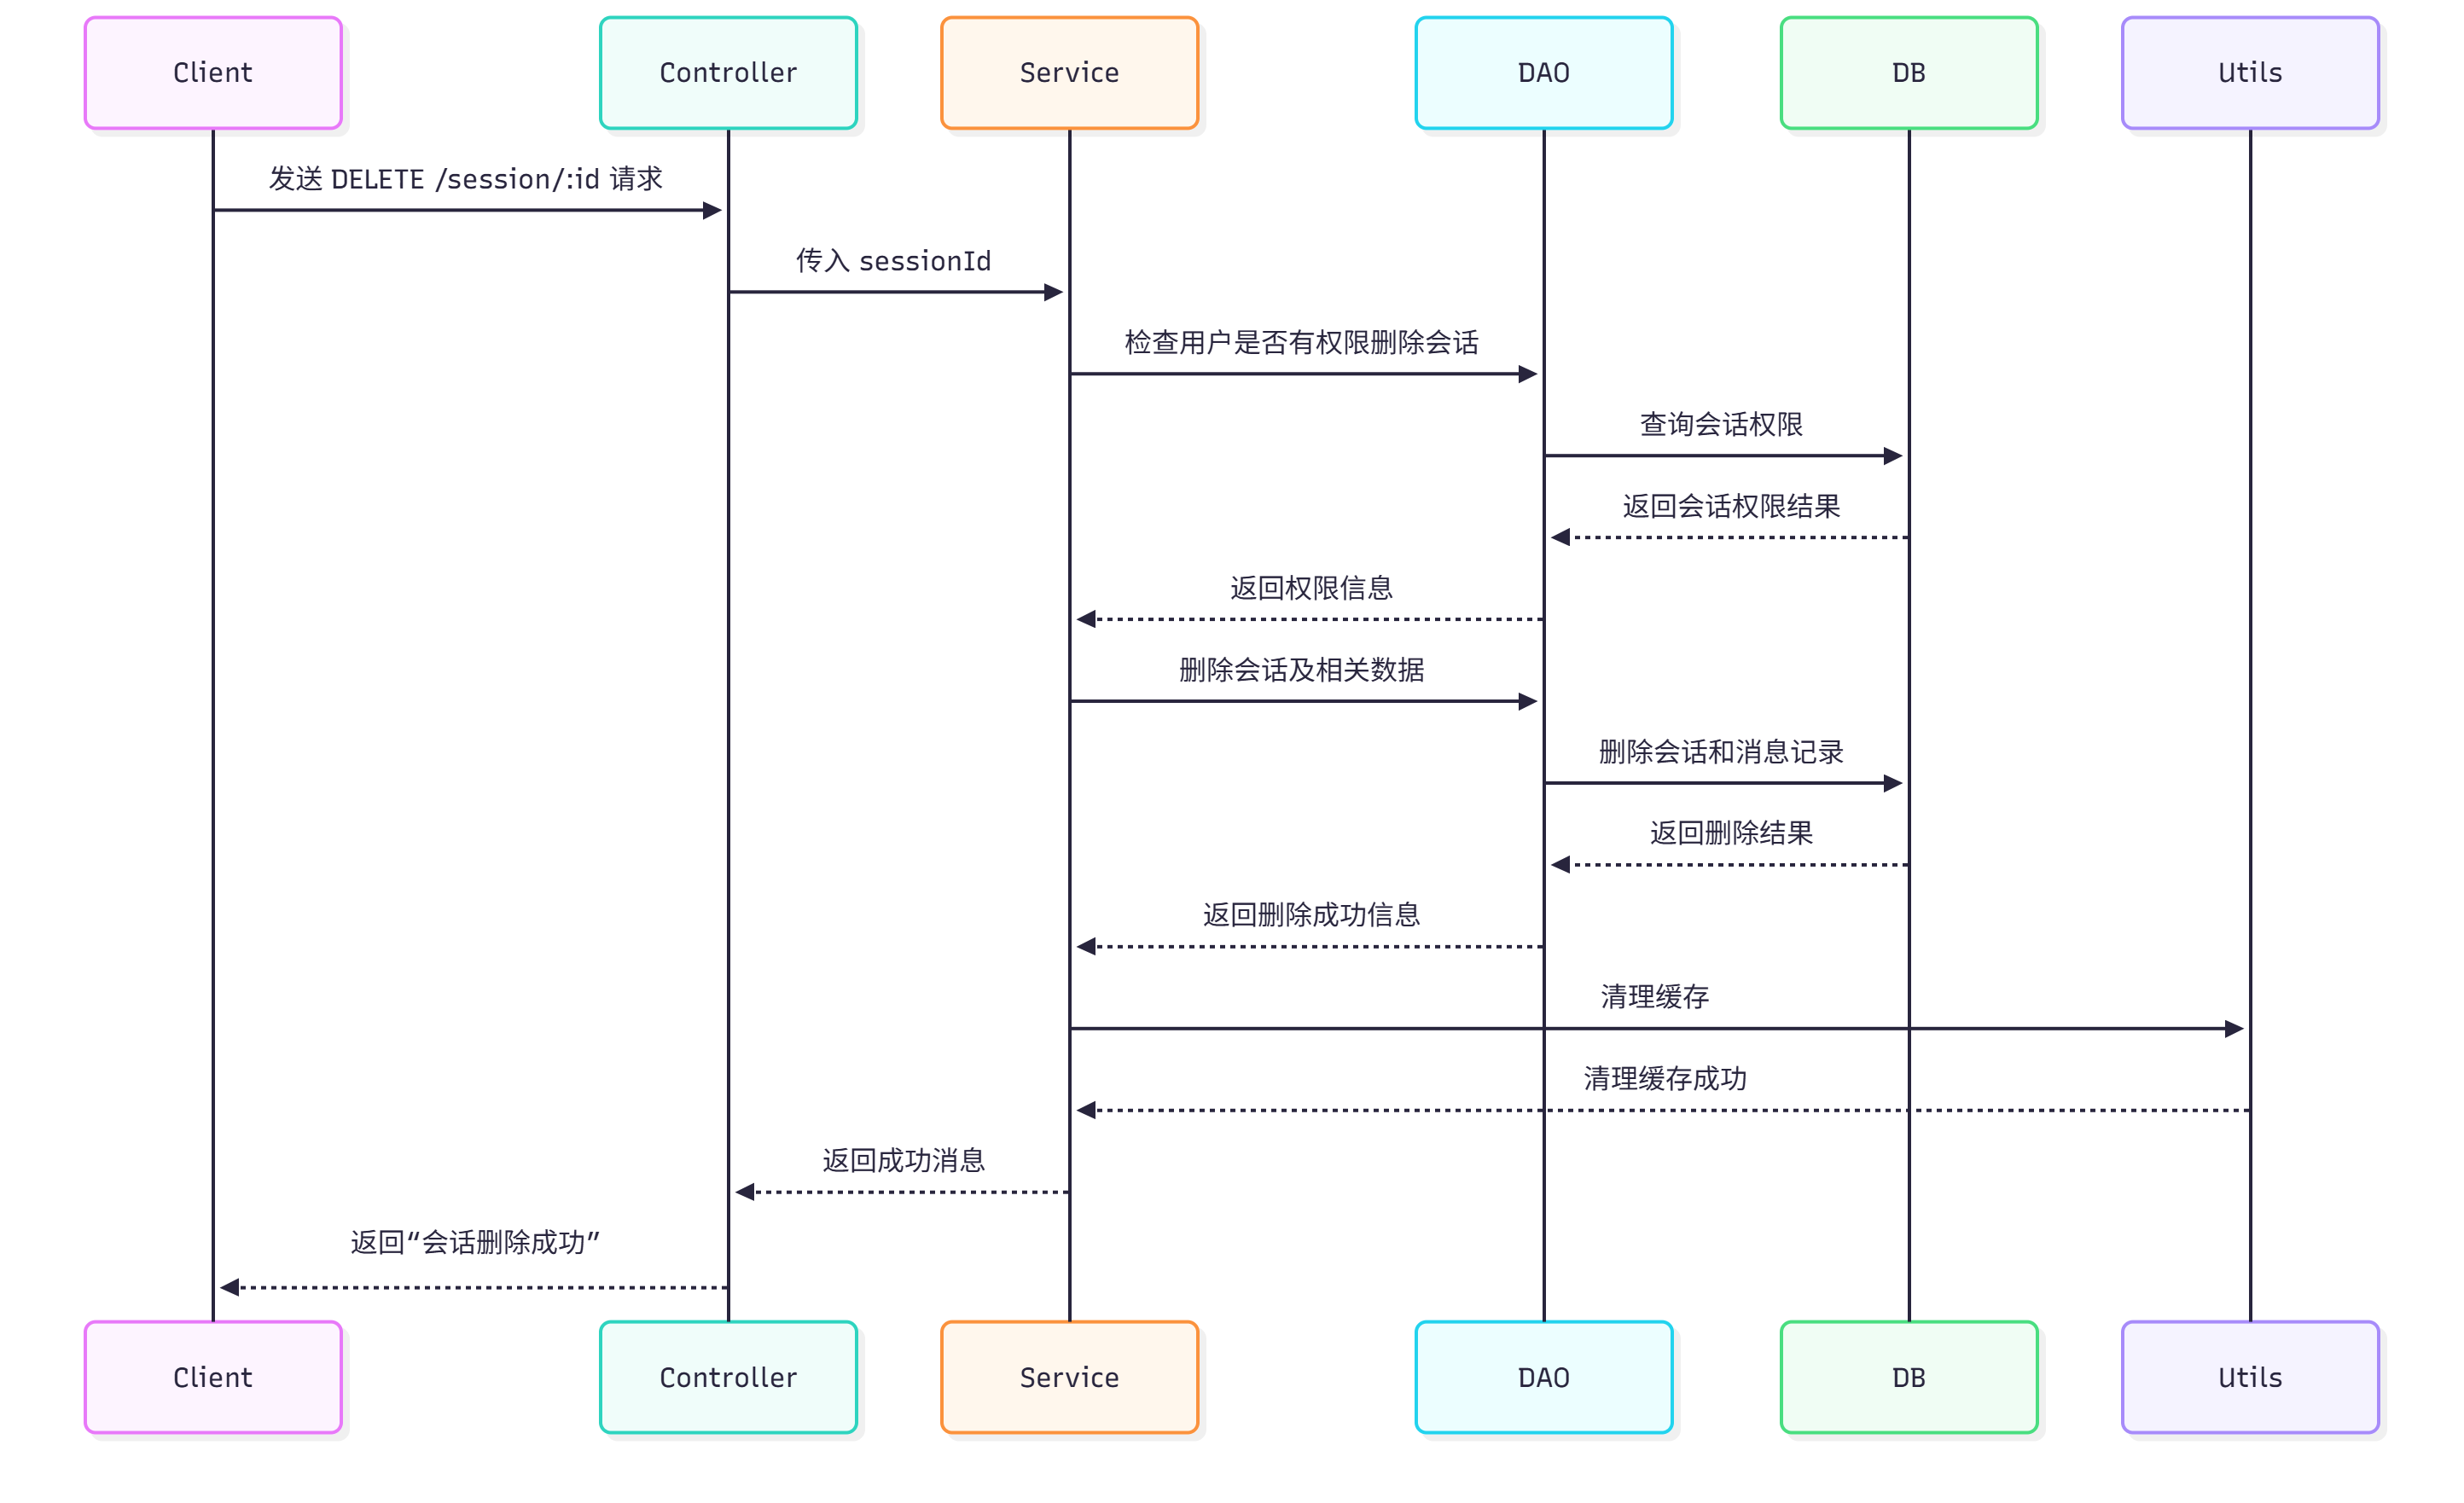 Client
Controller
Service
DAO
DB
Utils
发送 DELETE /session/:id 请求
传入 sessionId
检查用户是否有权限删除会话
查询会话权限
返回会话权限结果
返回权限信息
删除会话及相关数据
删除会话和消息记录
返回删除结果
返回删除成功信息
清理缓存
清理缓存成功
返回成功消息
返回“会话删除成功”
Client
Controller
Service
DAO
DB
Utils